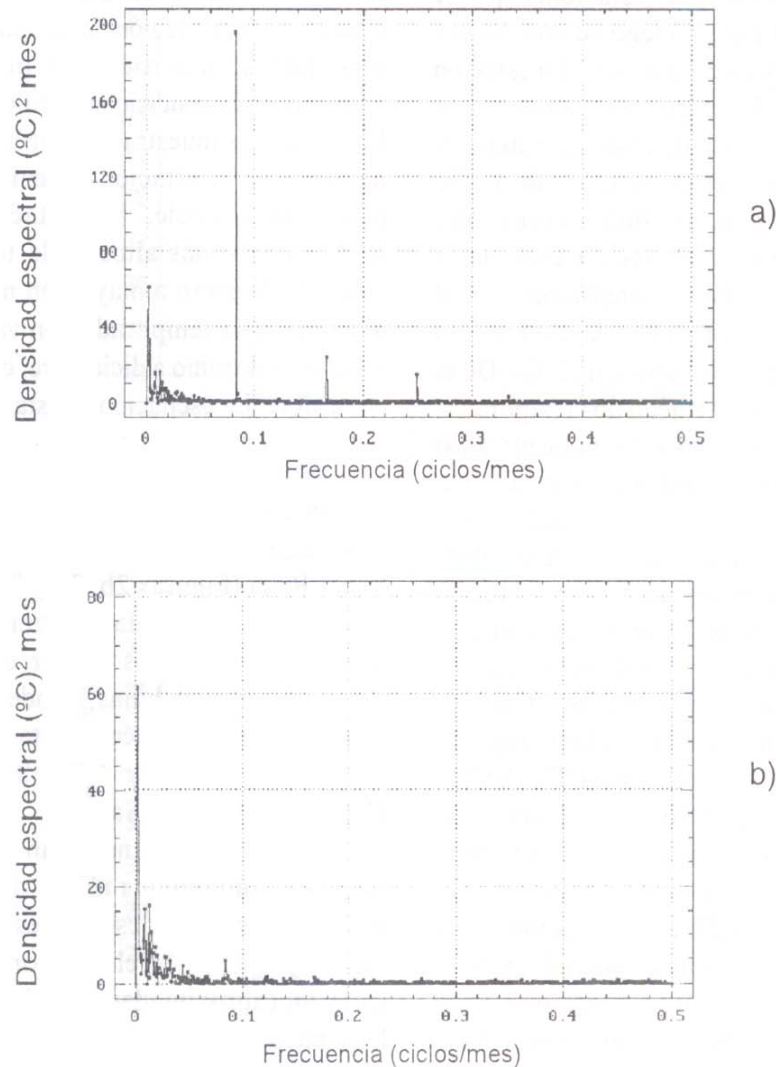 200
160
120
80
40
0
Densidad espectral (ºC)² mes
0 0.1 0.2 0.3 0.4 0.5
Frecuencia (ciclos/mes)
a)
80
60
40
20
0
Densidad espectral (ºC)² mes
0 0.1 0.2 0.3 0.4 0.5
Frecuencia (ciclos/mes)
b)